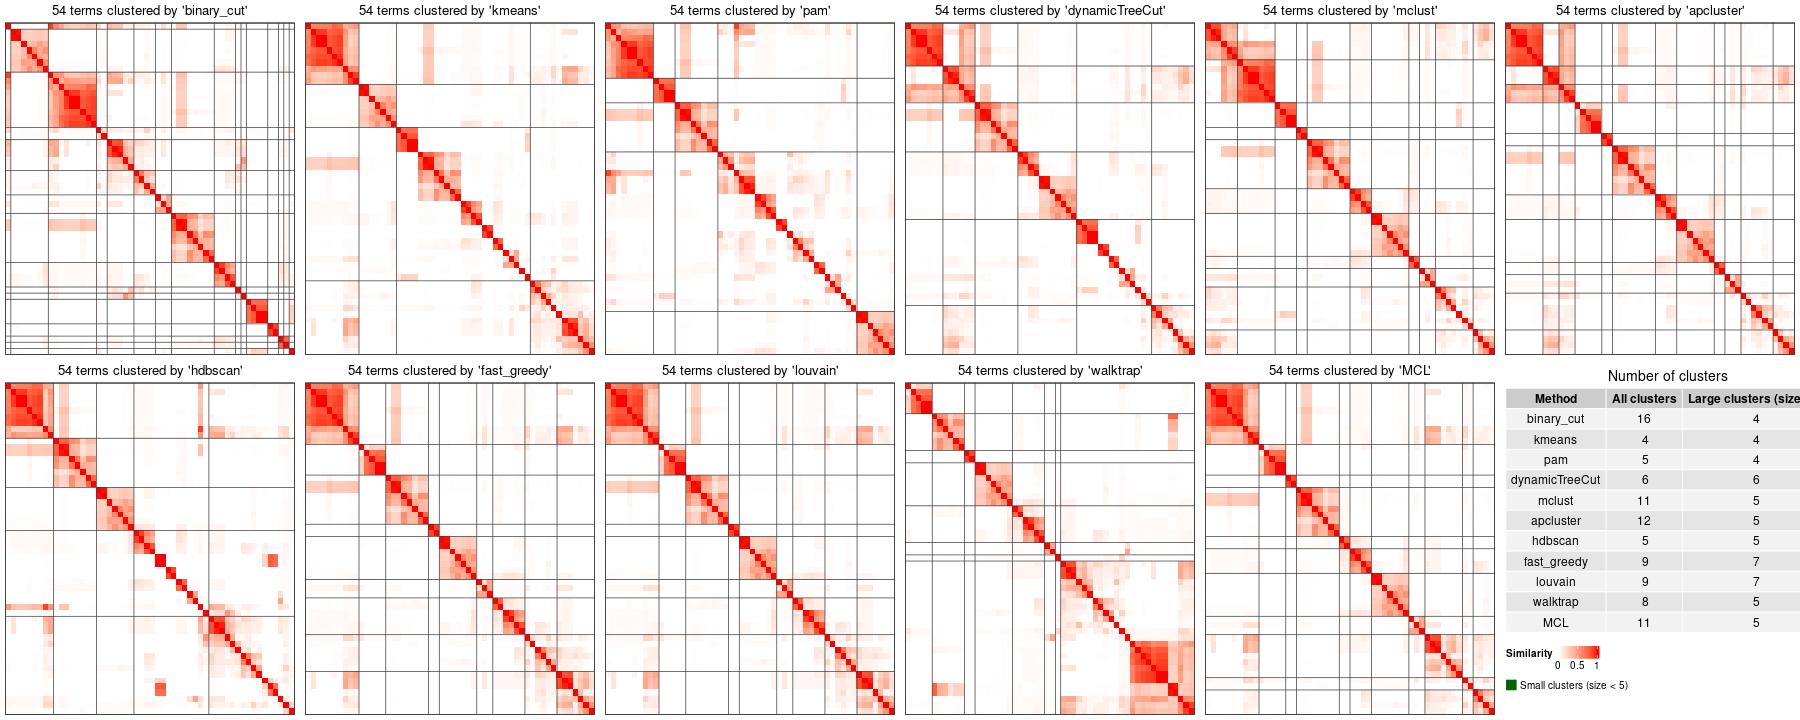 54 terms clustered by 'binary_cut'
54 terms clustered by 'kmeans'
54 terms clustered by 'pam'
54 terms clustered by 'dynamicTreeCut'
54 terms clustered by 'mclust'
54 terms clustered by 'apcluster'
54 terms clustered by 'hdbscan'
54 terms clustered by 'fast_greedy'
54 terms clustered by 'louvain'
54 terms clustered by 'walktrap'
54 terms clustered by 'MCL'
Number of clusters
Method All clusters Large clusters (size
binary_cut 16 4
kmeans 4 4
pam 5 4
dynamicTreeCut 6 6
mclust 11 5
apcluster 12 5
hdbscan 5 5
fast_greedy 9 7
louvain 9 7
walktrap 8 5
MCL 11 5
Similarity
0 0.5 1
Small clusters (size < 5)